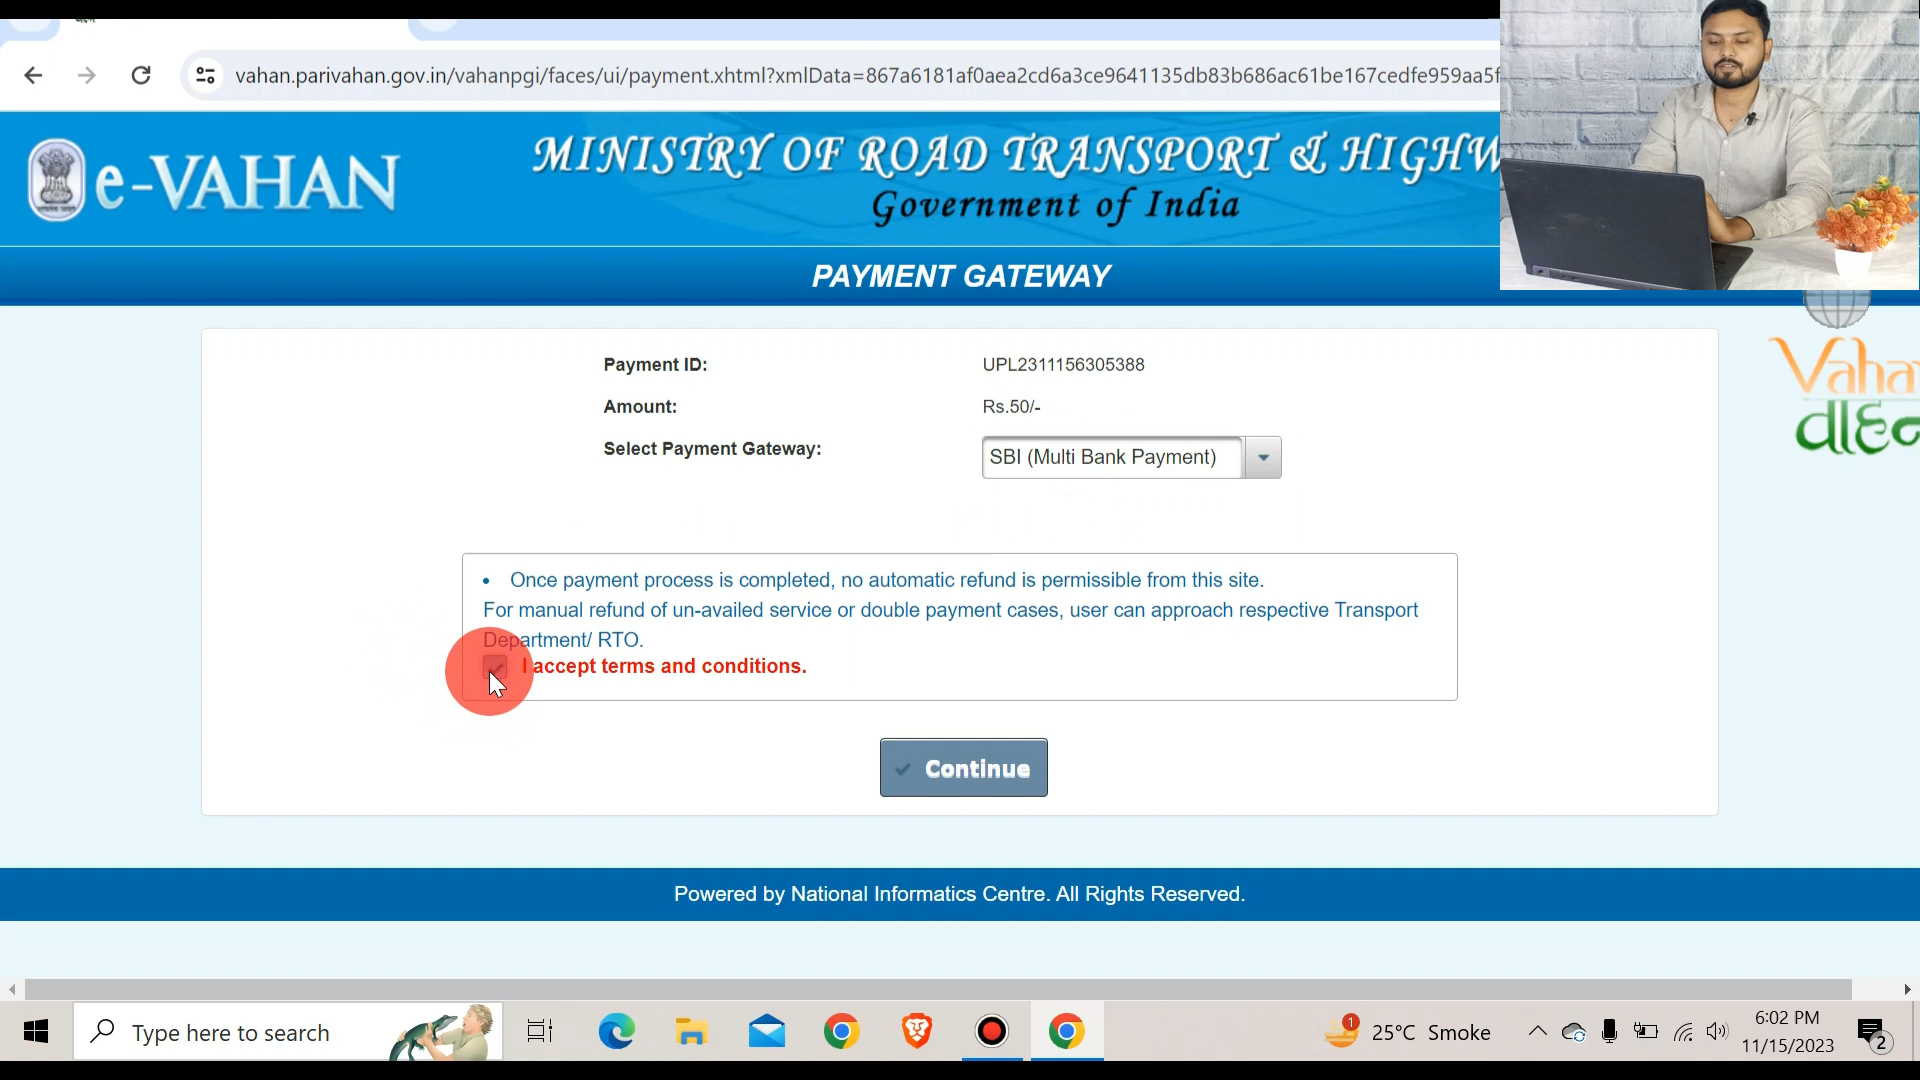 vahan.parivahan.gov.in/vahanpgi/faces/ui/payment.xhtml?xmlData=867a6181af0aea2cd6a3ce9641135db83b686ac61be167cedfe959aa5f
e-VAHAN
MINISTRY OF ROAD TRANSPORT & HIGHW
Government of India
PAYMENT GATEWAY
Payment ID: UPL2311156305388
Amount: Rs.50/-
Select Payment Gateway: SBI (Multi Bank Payment)
Vaha
• Once payment process is completed, no automatic refund is permissible from this site.
For manual refund of un-availed service or double payment cases, user can approach respective Transport
Department/ RTO.
I accept terms and conditions.
Continue
Powered by National Informatics Centre. All Rights Reserved.
Type here to search
1
25°C Smoke
6:02 PM
11/15/2023
2